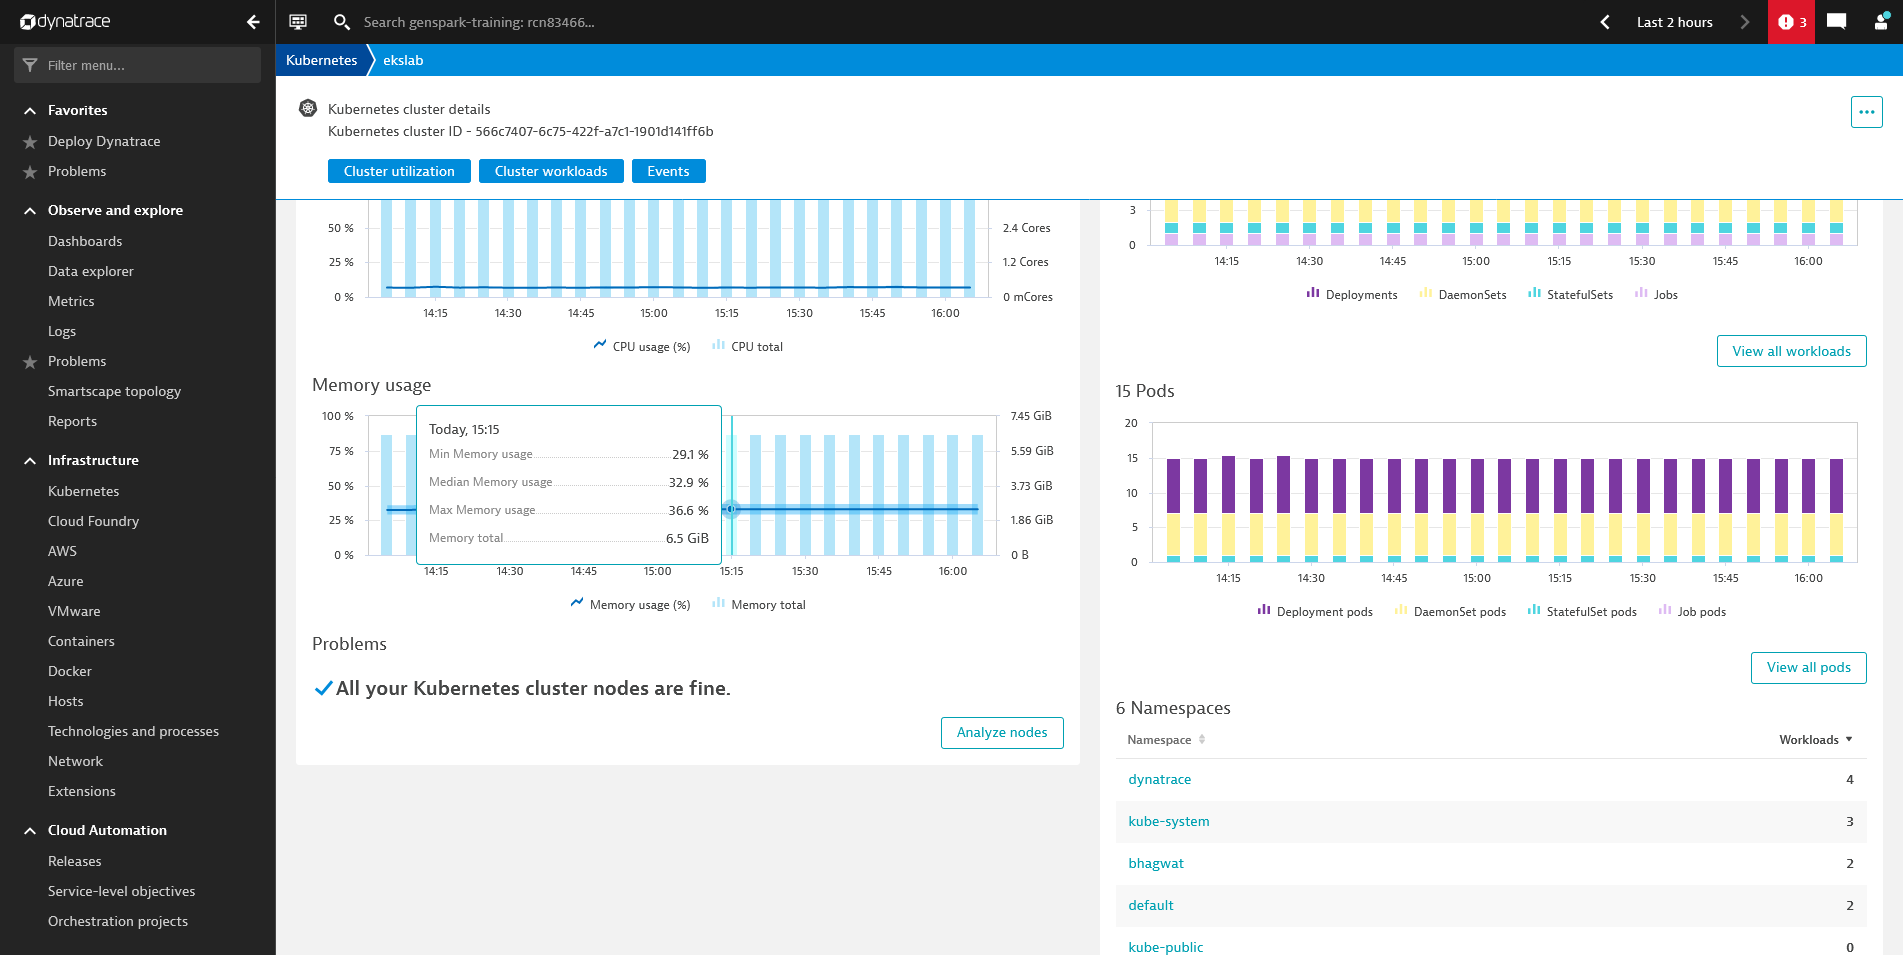 dynatrace
Search genspark-training: rcn83466...
Last 2 hours
3
Filter menu...
Favorites
Deploy Dynatrace
Problems
Observe and explore
Dashboards
Data explorer
Metrics
Logs
Problems
Smartscape topology
Reports
Infrastructure
Kubernetes
Cloud Foundry
AWS
Azure
VMware
Containers
Docker
Hosts
Technologies and processes
Network
Extensions
Cloud Automation
Releases
Service-level objectives
Orchestration projects
Kubernetes
ekslab
Kubernetes cluster details
Kubernetes cluster ID - 566c7407-6c75-422f-a7c1-1901d141ff6b
...
Cluster utilization
Cluster workloads
Events
50 %
2.4 Cores
25 %
1.2 Cores
0 %
0 mCores
14:15 14:30 14:45 15:00 15:15 15:30 15:45 16:00
CPU usage (%) CPU total
Memory usage
100 %
7.45 GiB
75 %
5.59 GiB
50 %
3.73 GiB
25 %
1.86 GiB
0 %
0 B
Today, 15:15
Min Memory usage 29.1 %
Median Memory usage 32.9 %
Max Memory usage 36.6 %
Memory total 6.5 GiB
14:15 14:30 14:45 15:00 15:15 15:30 15:45 16:00
Memory usage (%) Memory total
Problems
All your Kubernetes cluster nodes are fine.
Analyze nodes
3
0
14:15 14:30 14:45 15:00 15:15 15:30 15:45 16:00
Deployments DaemonSets StatefulSets Jobs
View all workloads
15 Pods
20
15
10
5
0
14:15 14:30 14:45 15:00 15:15 15:30 15:45 16:00
Deployment pods DaemonSet pods StatefulSet pods Job pods
View all pods
6 Namespaces
Namespace Workloads
dynatrace 4
kube-system 3
bhagwat 2
default 2
kube-public 0